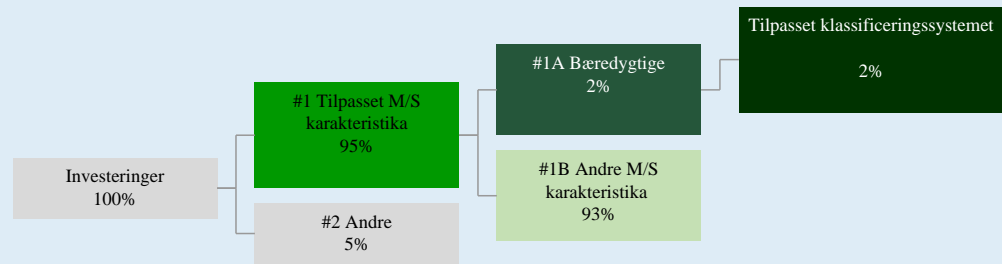 Investeringer
100%
#1 Tilpasset M/S
karakteristika
95%
#2 Andre
5%
#1A Bæredygtige
2%
#1B Andre M/S
karakteristika
93%
Tilpasset klassificeringssystemet
2%